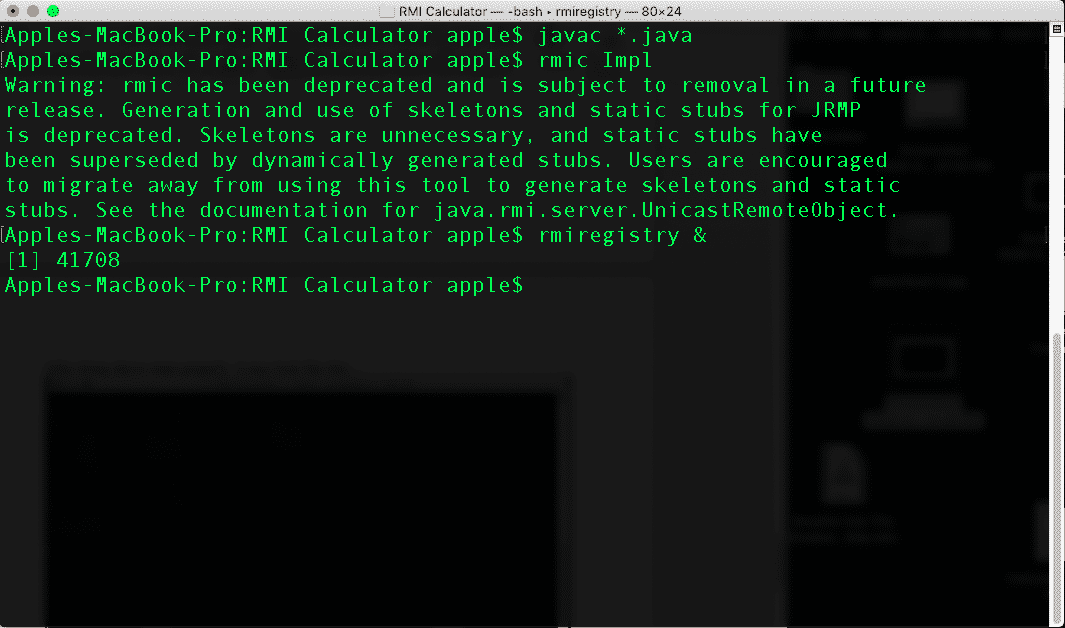 RMI Calculator — -bash ▸ rmiregistry — 80×24
[Apples-MacBook-Pro:RMI Calculator apple$ javac *.java
[Apples-MacBook-Pro:RMI Calculator apple$ rmic Impl
Warning: rmic has been deprecated and is subject to removal in a future
release. Generation and use of skeletons and static stubs for JRMP
is deprecated. Skeletons are unnecessary, and static stubs have
been superseded by dynamically generated stubs. Users are encouraged
to migrate away from using this tool to generate skeletons and static
stubs. See the documentation for java.rmi.server.UnicastRemoteObject.
[Apples-MacBook-Pro:RMI Calculator apple$ rmiregistry &
[1] 41708
Apples-MacBook-Pro:RMI Calculator apple$